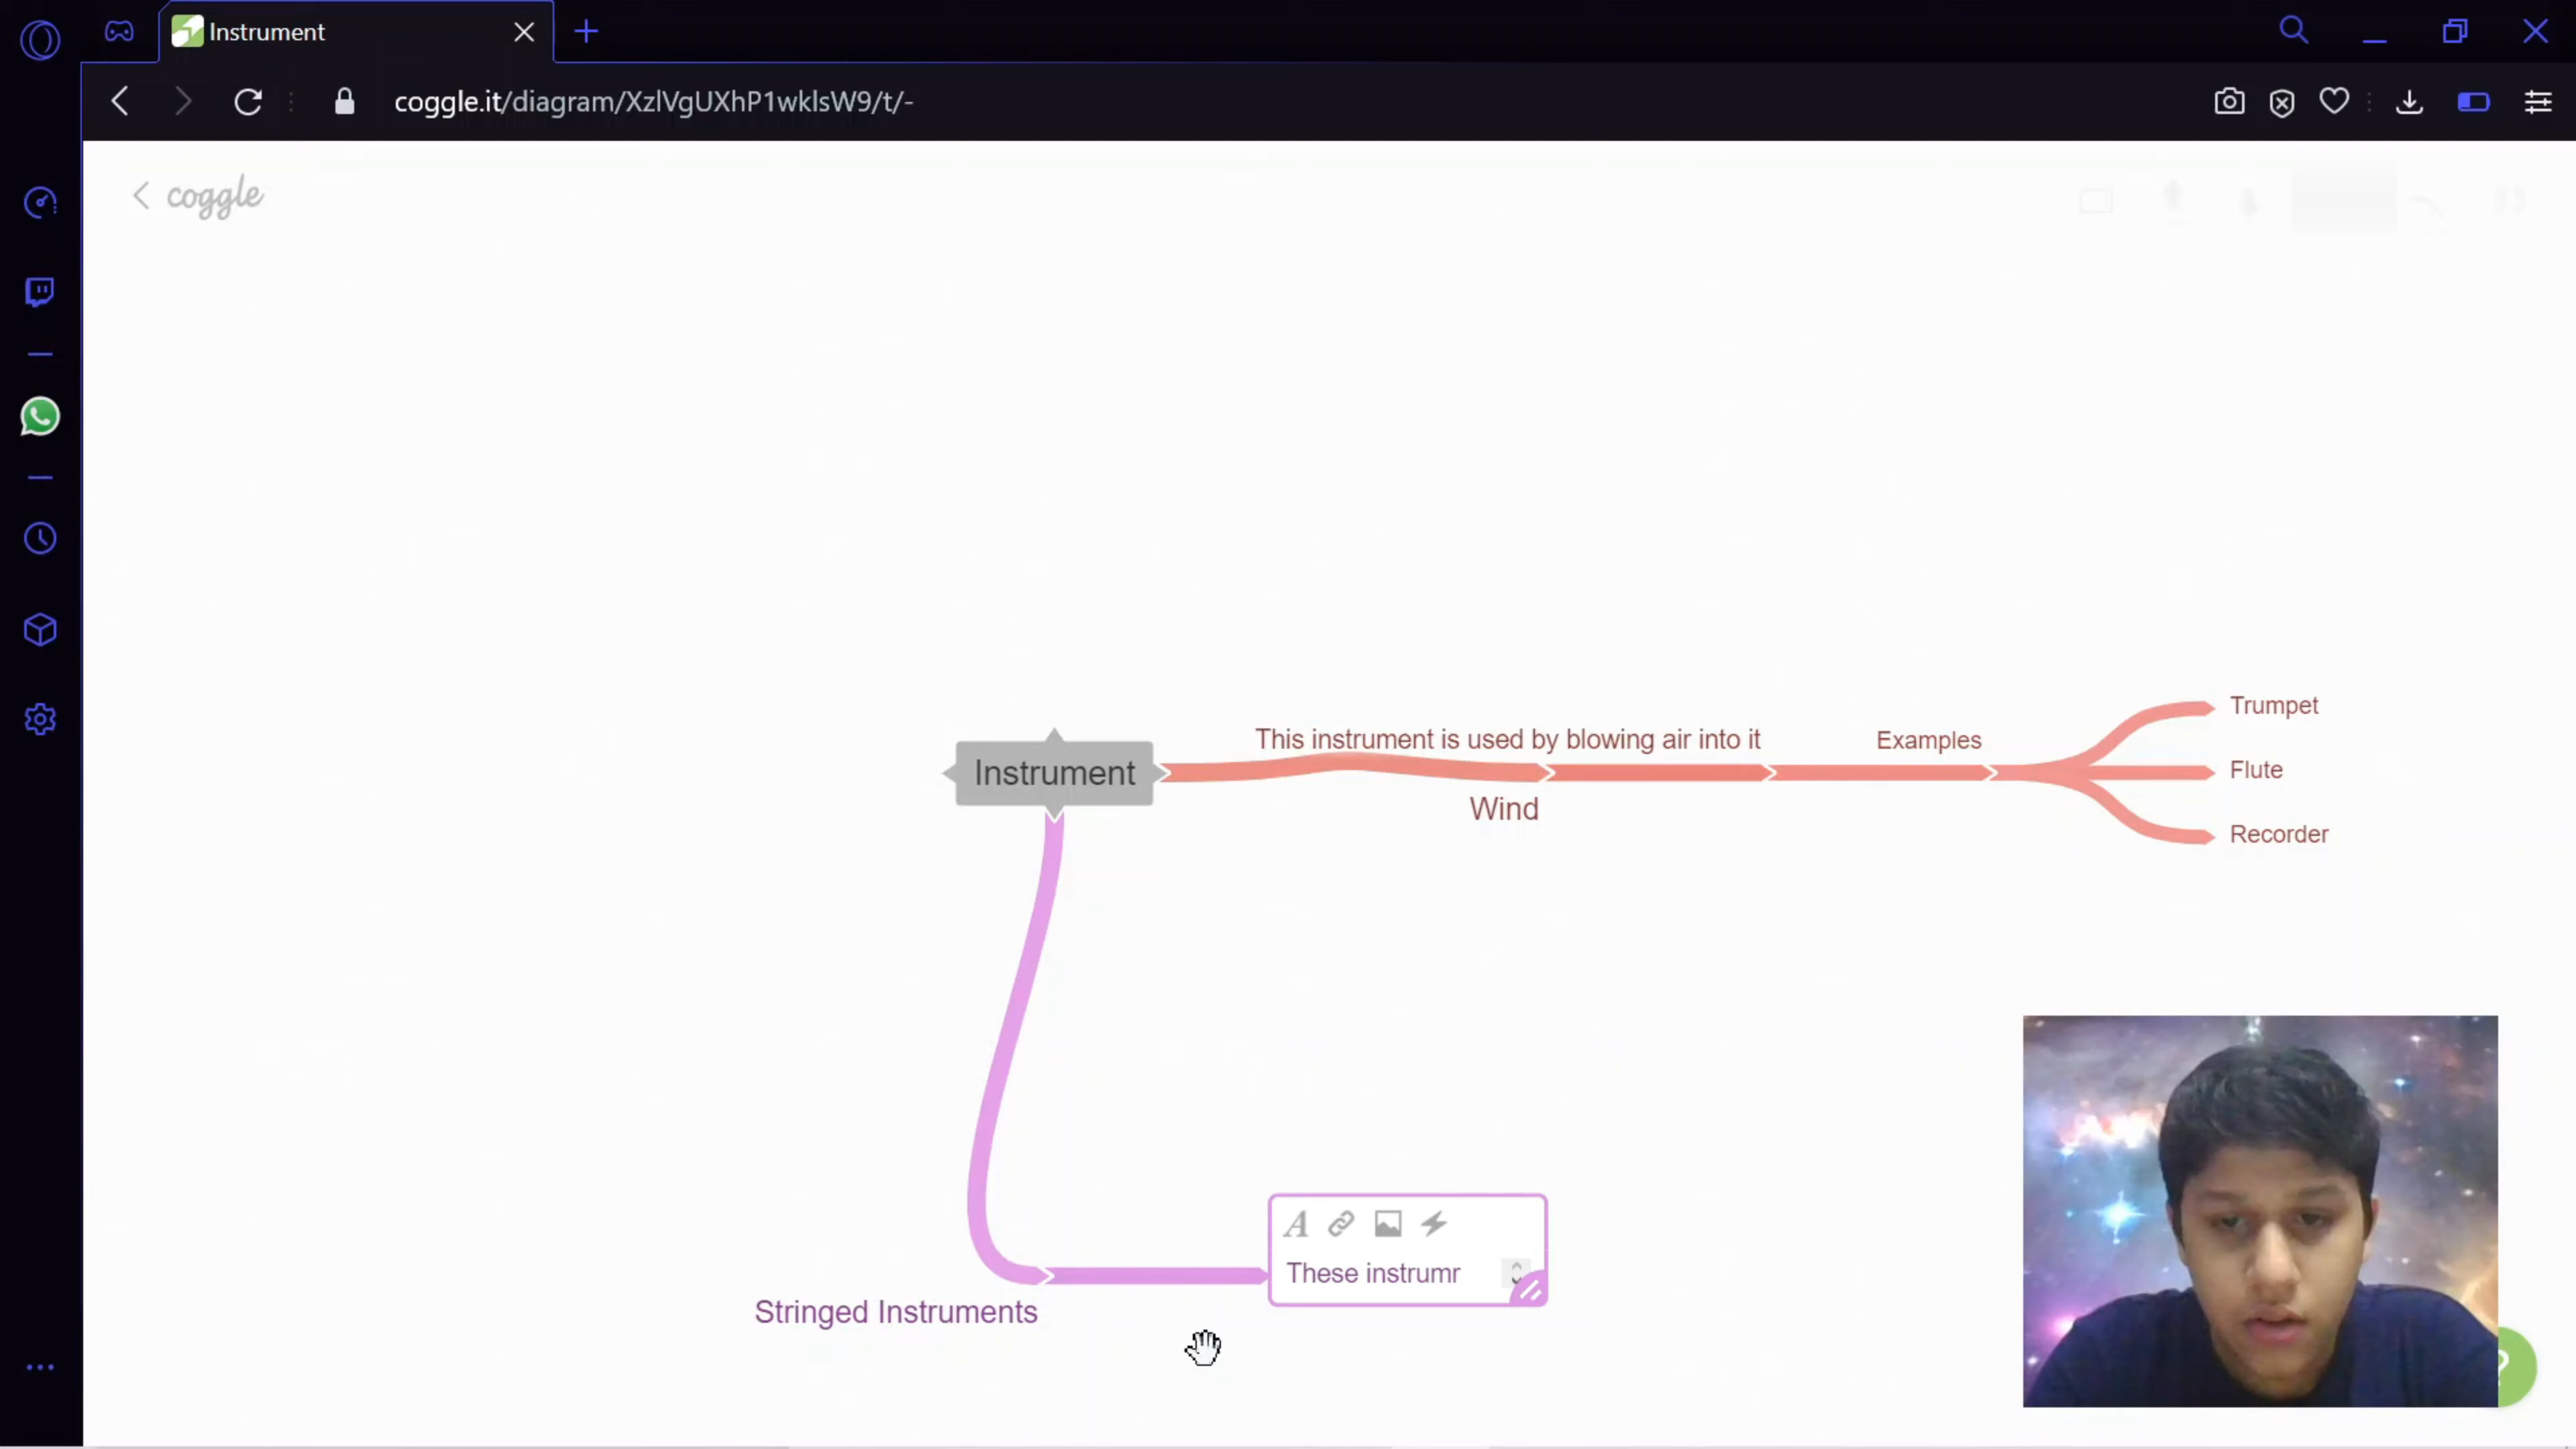 Instrument
coggle.it/diagram/XzlVgUXhP1wklsW9/t/-
coggle
Instrument
This instrument is used by blowing air into it
Wind
Examples
Trumpet
Flute
Recorder
Stringed Instruments
These instrumr